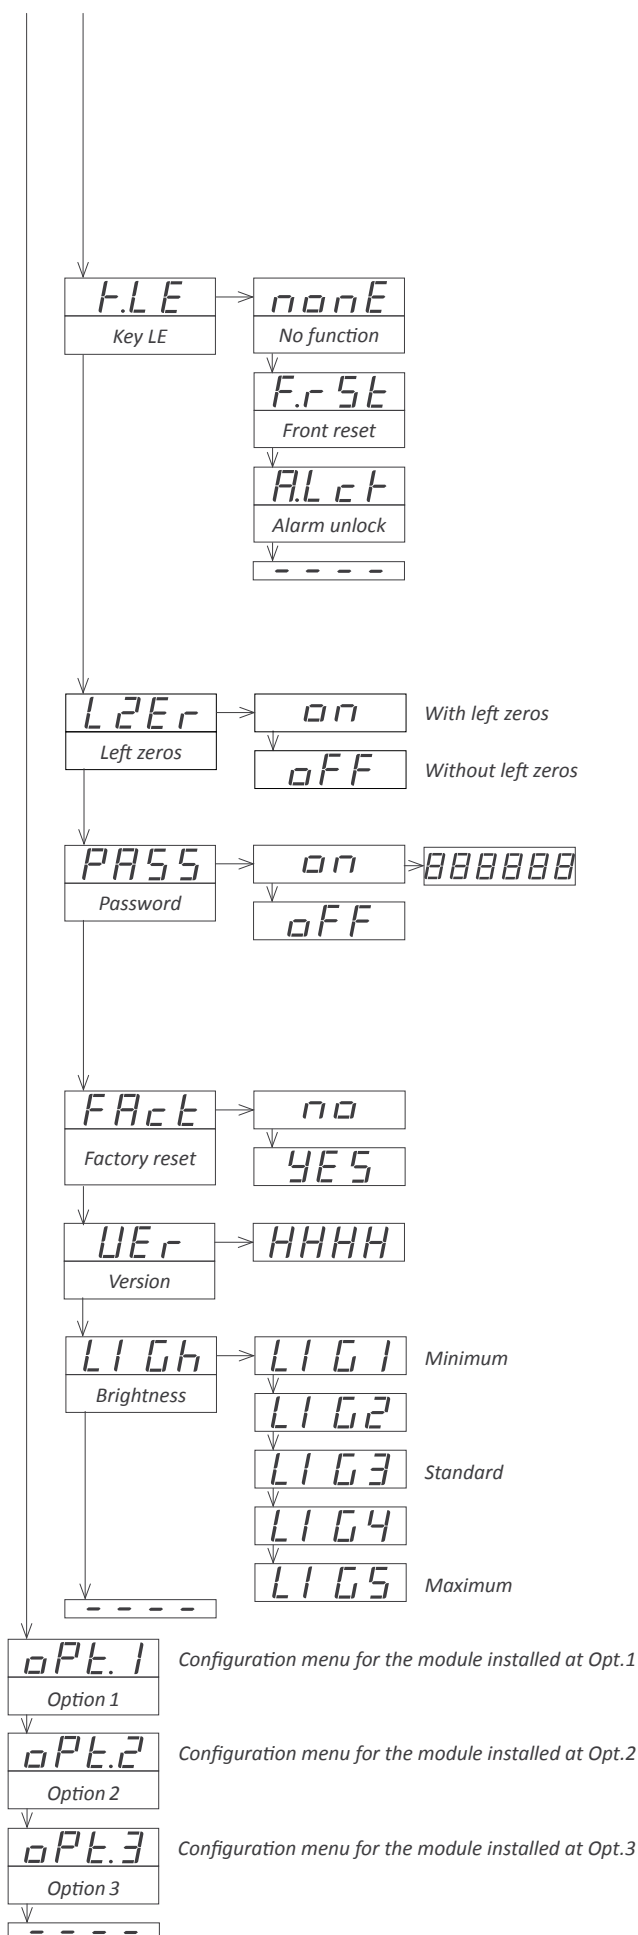 K.LE nonE
Key LE No function
F.rSt
Front reset
A.LcK
Alarm unlock
----
LZEr on With left zeros
Left zeros
oFF Without left zeros
PASS on 888888
Password
oFF
FAct no
Factory reset
YES
VEr HHHH
Version
LIGh LIG1 Minimum
Brightness
LIG2
LIG3 Standard
LIG4
LIG5 Maximum
----
oPt.1 Configuration menu for the module installed at Opt.1
Option 1
oPt.2 Configuration menu for the module installed at Opt.2
Option 2
oPt.3 Configuration menu for the module installed at Opt.3
Option 3
----